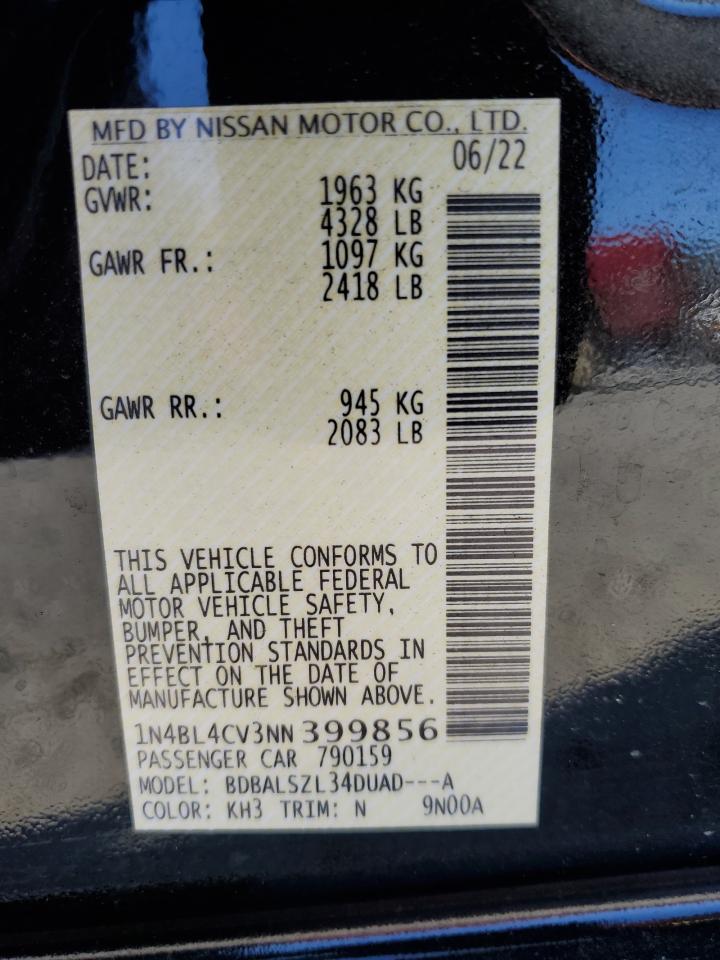 MFD BY NISSAN MOTOR CO., LTD.
DATE: 06/22
GVWR: 1963 KG
4328 LB
GAWR FR.: 1097 KG
2418 LB
GAWR RR.: 945 KG
2083 LB
THIS VEHICLE CONFORMS TO
ALL APPLICABLE FEDERAL
MOTOR VEHICLE SAFETY,
BUMPER, AND THEFT
PREVENTION STANDARDS IN
EFFECT ON THE DATE OF
MANUFACTURE SHOWN ABOVE.
1N4BL4CV3NN399856
PASSENGER CAR 790159
MODEL: BDBALSZL34DUAD---A
COLOR: KH3 TRIM: N 9N00A